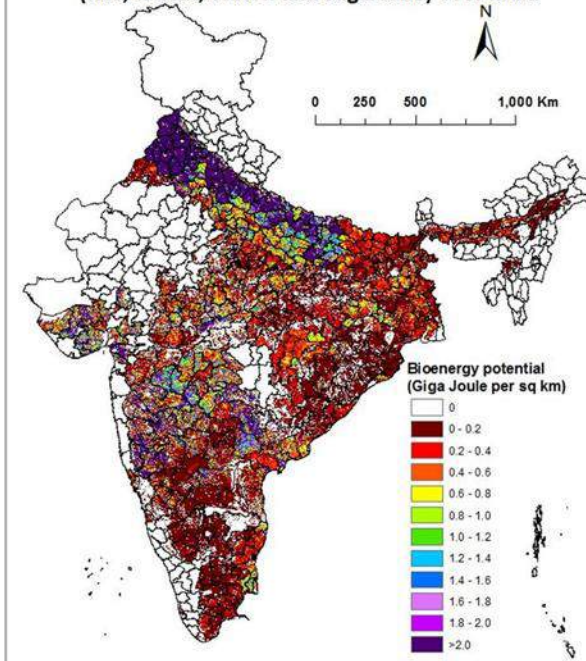 N
0 250 500 1,000 Km
Bioenergy potential
(Giga Joule per sq km)
0
0 - 0.2
0.2 - 0.4
0.4 - 0.6
0.6 - 0.8
0.8 - 1.0
1.0 - 1.2
1.2 - 1.4
1.4 - 1.6
1.6 - 1.8
1.8 - 2.0
>2.0